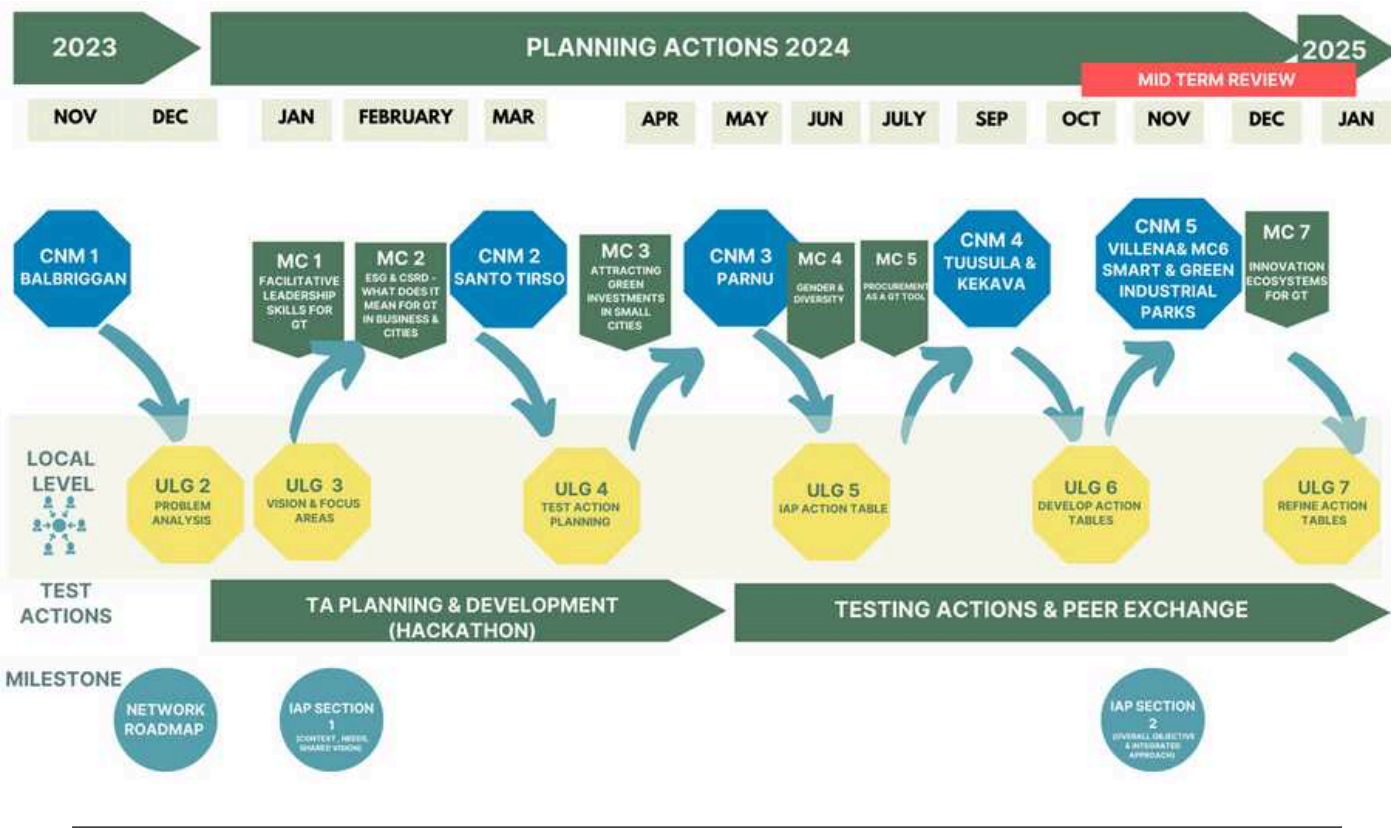 2023
PLANNING ACTIONS 2024
2025
MID TERM REVIEW
NOV
DEC
JAN
FEBRUARY
MAR
APR
MAY
JUN
JULY
SEP
OCT
NOV
DEC
JAN
CNM 1
BALBRIGGAN
MC 1
FACILITATIVE
LEADERSHIP
SKILLS FOR
GT
MC 2
ESG & CSRD -
WHAT DOES IT
MEAN FOR GT
IN BUSINESS &
CITIES
CNM 2
SANTO TIRSO
MC 3
ATTRACTING
GREEN
INVESTMENTS
IN SMALL
CITIES
CNM 3
PARNU
MC 4
GENDER &
DIVERSITY
MC 5
PROCUREMENT
AS A GT TOOL
CNM 4
TUUSULA &
KEKAVA
CNM 5
VILLENA& MC6
SMART & GREEN
INDUSTRIAL
PARKS
MC 7
INNOVATION
ECOSYSTEMS
FOR GT
LOCAL
LEVEL
ULG 2
PROBLEM
ANALYSIS
ULG 3
VISION & FOCUS
AREAS
ULG 4
TEST ACTION
PLANNING
ULG 5
IAP ACTION TABLE
ULG 6
DEVELOP ACTION
TABLES
ULG 7
REFINE ACTION
TABLES
TEST
ACTIONS
TA PLANNING & DEVELOPMENT
(HACKATHON)
TESTING ACTIONS & PEER EXCHANGE
MILESTONE
NETWORK
ROADMAP
IAP SECTION
1
(CONTEXT, NEEDS,
SHARED VISION)
IAP SECTION
2
(OVERALL OBJECTIVE
& INTEGRATED
APPROACH)